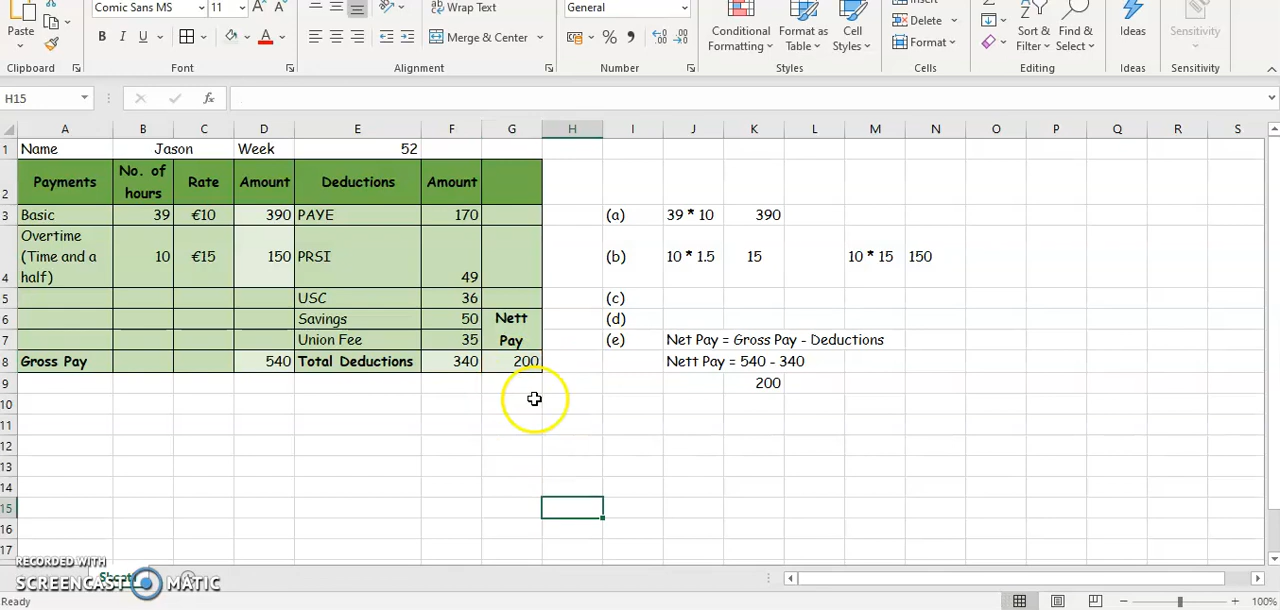 Comic Sans MS 11 A A Wrap Text General Insert
Paste B I U A Merge & Center % , Conditional Formatting Format as Table Cell Styles Delete Format Sort & Filter Find & Select Ideas Sensitivity
Clipboard Font Alignment Number Styles Cells Editing Ideas Sensitivity
H15 fx
A B C D E F G H I J K L M N O P Q R S
1 Name Jason Week 52
2 Payments No. of hours Rate Amount Deductions Amount
3 Basic 39 €10 390 PAYE 170 (a) 39 * 10 390
4 Overtime (Time and a half) 10 €15 150 PRSI 49 (b) 10 * 1.5 15 10 * 15 150
5 USC 36 (c)
6 Savings 50 Nett (d)
7 Union Fee 35 Pay (e) Net Pay = Gross Pay - Deductions
8 Gross Pay 540 Total Deductions 340 200 Nett Pay = 540 - 340
9 200
10
11
12
13
14
15
16
17
RECORDED WITH
SCREENCAST MATIC
Ready 100%